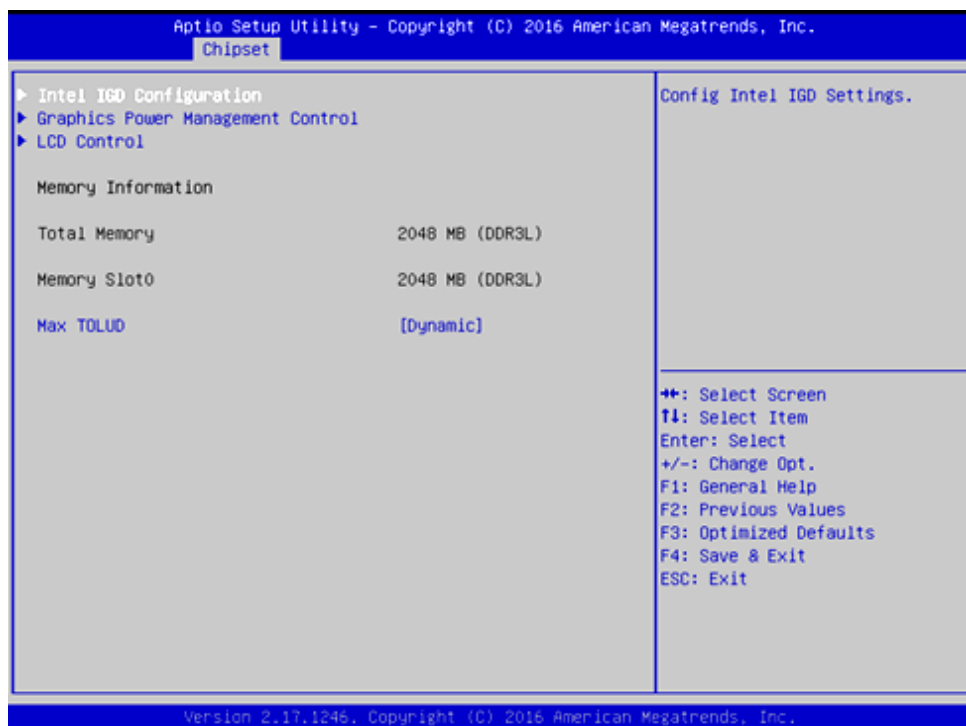 Aptio Setup Utility – Copyright (C) 2016 American Megatrends, Inc.
Chipset
Intel IGD Configuration
Graphics Power Management Control
LCD Control
Memory Information
Total Memory 2048 MB (DDR3L)
Memory Slot0 2048 MB (DDR3L)
Max TOLUD [Dynamic]
Config Intel IGD Settings.
→←: Select Screen
↑↓: Select Item
Enter: Select
+/-: Change Opt.
F1: General Help
F2: Previous Values
F3: Optimized Defaults
F4: Save & Exit
ESC: Exit
Version 2.17.1246. Copyright (C) 2016 American Megatrends, Inc.